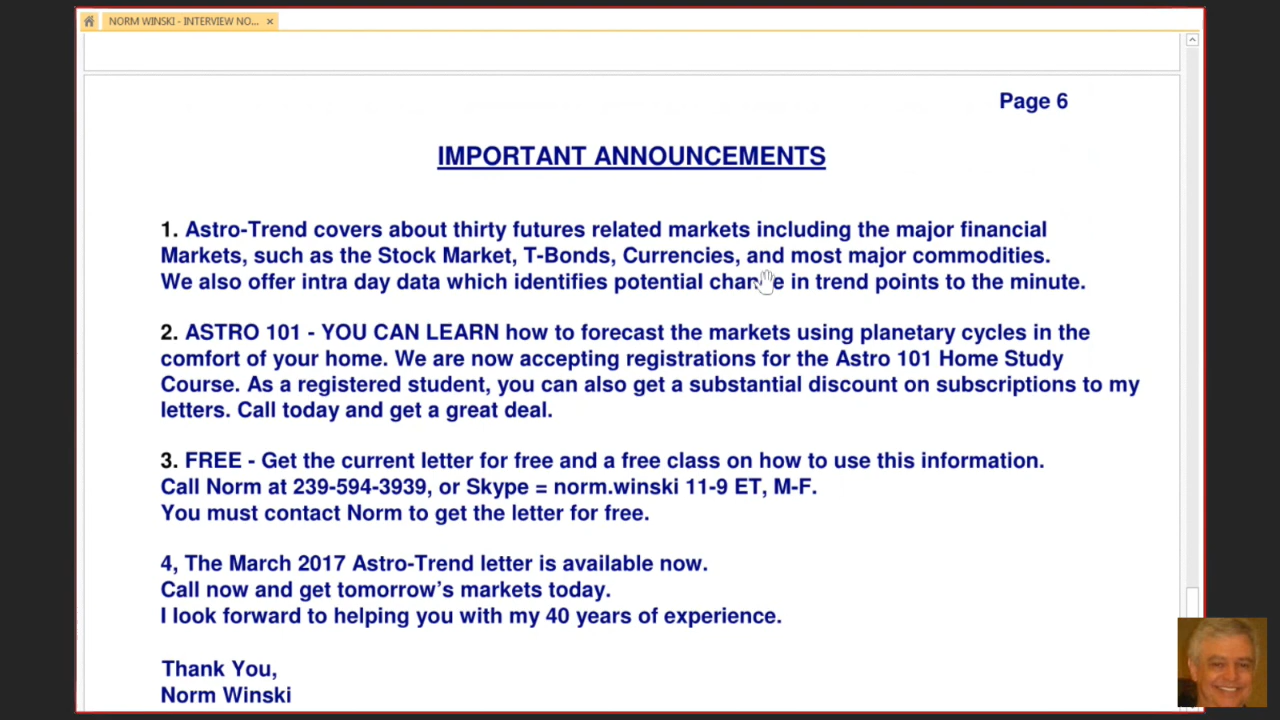 NORM WINSKI - INTERVIEW NO...
Page 6
IMPORTANT ANNOUNCEMENTS
1. Astro-Trend covers about thirty futures related markets including the major financial
Markets, such as the Stock Market, T-Bonds, Currencies, and most major commodities.
We also offer intra day data which identifies potential change in trend points to the minute.
2. ASTRO 101 - YOU CAN LEARN how to forecast the markets using planetary cycles in the
comfort of your home. We are now accepting registrations for the Astro 101 Home Study
Course. As a registered student, you can also get a substantial discount on subscriptions to my
letters. Call today and get a great deal.
3. FREE - Get the current letter for free and a free class on how to use this information.
Call Norm at 239-594-3939, or Skype = norm.winski 11-9 ET, M-F.
You must contact Norm to get the letter for free.
4, The March 2017 Astro-Trend letter is available now.
Call now and get tomorrow’s markets today.
I look forward to helping you with my 40 years of experience.
Thank You,
Norm Winski